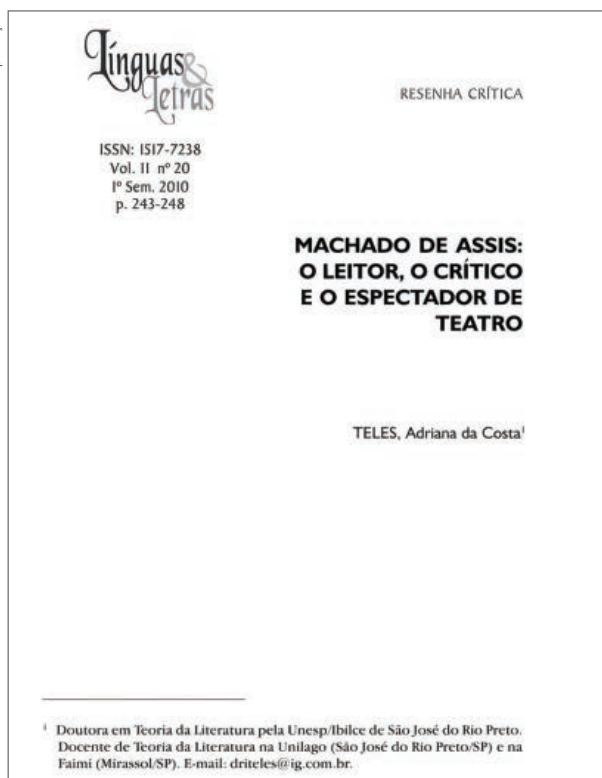 Línguas&
Letras
RESENHA CRÍTICA
ISSN: 1517-7238
Vol. 11 nº 20
1º Sem. 2010
p. 243-248
MACHADO DE ASSIS:
O LEITOR, O CRÍTICO
E O ESPECTADOR DE
TEATRO
TELES, Adriana da Costa¹
¹ Doutora em Teoria da Literatura pela Unesp/Ibilce de São José do Rio Preto.
Docente de Teoria da Literatura na Unilago (São José do Rio Preto/SP) e na
Faimi (Mirassol/SP). E-mail: driteles@ig.com.br.